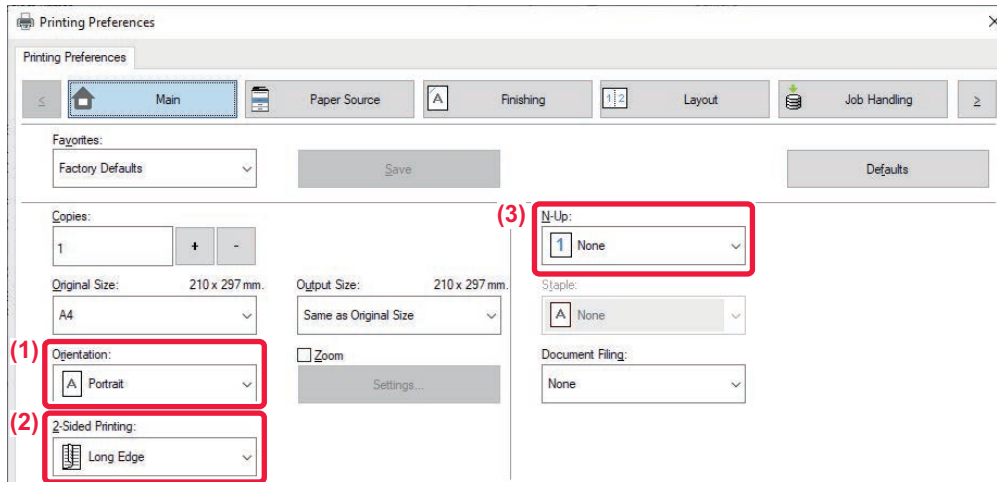 Printing Preferences
Printing Preferences
< Main Paper Source A Finishing 1 2 Layout Job Handling >
Favorites:
Factory Defaults Save Defaults
Copies: (3) N-Up:
1 + - 1 None
Original Size: 210 x 297 mm. Output Size: 210 x 297 mm. Staple:
A4 Same as Original Size A None
(1) Orientation: Zoom Document Filing:
A Portrait Settings... None
(2) 2-Sided Printing:
Long Edge